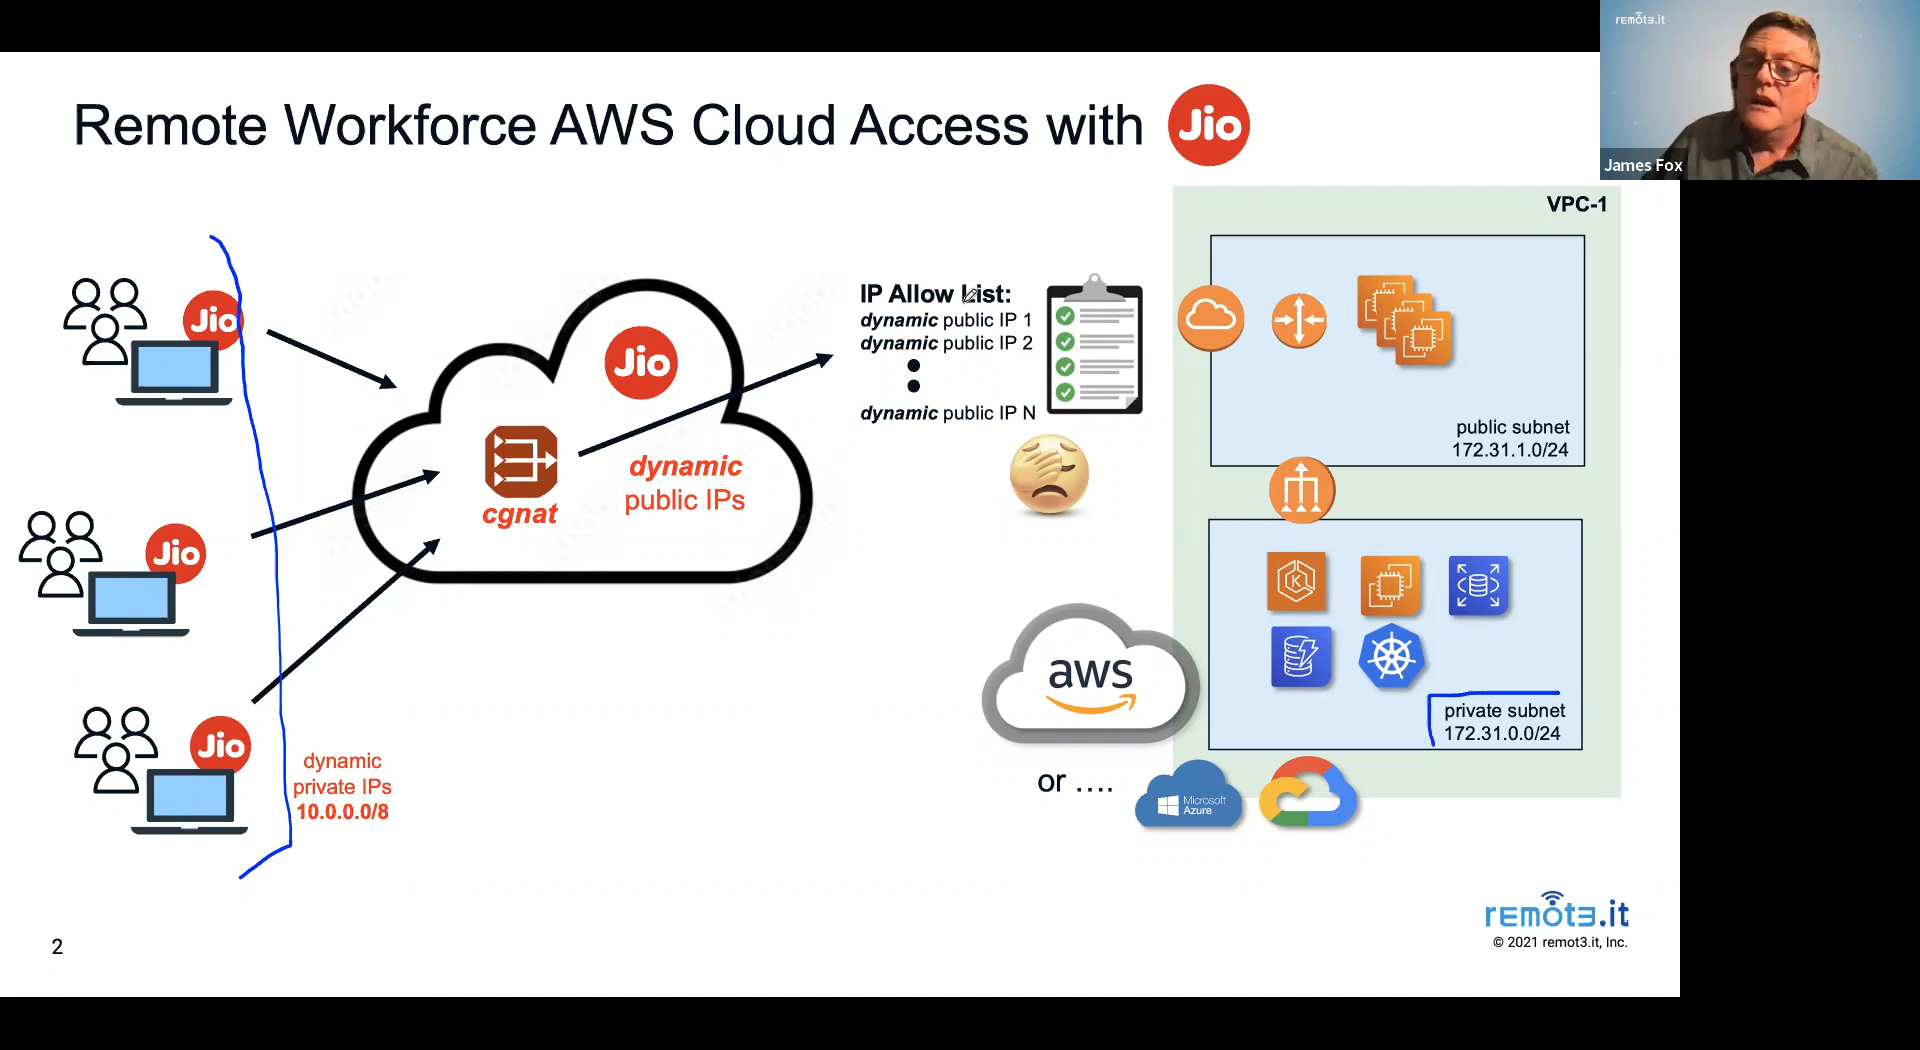 remot3.it
James Fox
Remote Workforce AWS Cloud Access with Jio
VPC-1
Jio
Jio
IP Allow List:
dynamic public IP 1
dynamic public IP 2
dynamic public IP N
cgnat
dynamic
public IPs
public subnet
172.31.1.0/24
Jio
K
aws
private subnet
172.31.0.0/24
Jio
dynamic
private IPs
10.0.0.0/8
or ....
Microsoft
Azure
remot3.it
© 2021 remot3.it, Inc.
2